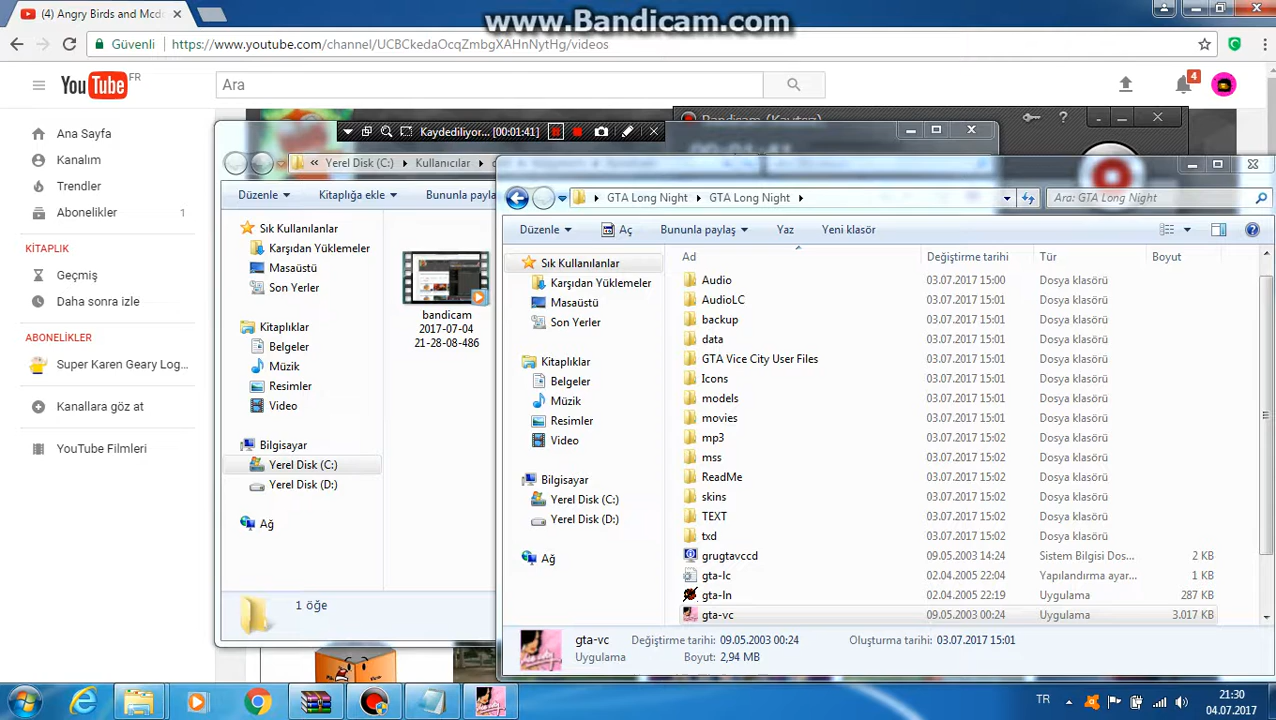 www.Bandicam.com
(4) Angry Birds and Mcdo
Güvenli
https://www.youtube.com/channel/UCBCkedaOcqZmbgXAHnNytHg/videos
YouTube FR
Ara
4
Ana Sayfa
Kanalım
Trendler
Abonelikler 1
KİTAPLIK
Geçmiş
Daha sonra izle
ABONELİKLER
Super Karen Geary Log...
Kanallara göz at
YouTube Filmleri
Kaydediliyor... [00:01:41]
Yerel Disk (C:) Kullanıcılar
Düzenle Kitaplığa ekle Bununla payla
Sık Kullanılanlar
Karşıdan Yüklemeler
Masaüstü
Son Yerler
Kitaplıklar
Belgeler
Müzik
Resimler
Video
Bilgisayar
Yerel Disk (C:)
Yerel Disk (D:)
Ağ
bandicam
2017-07-04
21-28-08-486
1 öğe
GTA Long Night GTA Long Night
Ara: GTA Long Night
Düzenle Aç Bununla paylaş Yaz Yeni klasör
Sık Kullanılanlar
Karşıdan Yüklemeler
Masaüstü
Son Yerler
Kitaplıklar
Belgeler
Müzik
Resimler
Video
Bilgisayar
Yerel Disk (C:)
Yerel Disk (D:)
Ağ
Ad Değiştirme tarihi Tür Boyut
Audio 03.07.2017 15:00 Dosya klasörü
AudioLC 03.07.2017 15:01 Dosya klasörü
backup 03.07.2017 15:01 Dosya klasörü
data 03.07.2017 15:01 Dosya klasörü
GTA Vice City User Files 03.07.2017 15:01 Dosya klasörü
Icons 03.07.2017 15:01 Dosya klasörü
models 03.07.2017 15:01 Dosya klasörü
movies 03.07.2017 15:01 Dosya klasörü
mp3 03.07.2017 15:02 Dosya klasörü
mss 03.07.2017 15:02 Dosya klasörü
ReadMe 03.07.2017 15:02 Dosya klasörü
skins 03.07.2017 15:02 Dosya klasörü
TEXT 03.07.2017 15:02 Dosya klasörü
txd 03.07.2017 15:02 Dosya klasörü
grugtavccd 09.05.2003 14:24 Sistem Bilgisi Dos... 2 KB
gta-lc 02.04.2005 22:04 Yapılandırma ayar... 1 KB
gta-ln 02.04.2005 22:19 Uygulama 287 KB
gta-vc 09.05.2003 00:24 Uygulama 3.017 KB
gta-vc Değiştirme tarihi: 09.05.2003 00:24 Oluşturma tarihi: 03.07.2017 15:01
Uygulama Boyut: 2,94 MB
TR
21:30
04.07.2017